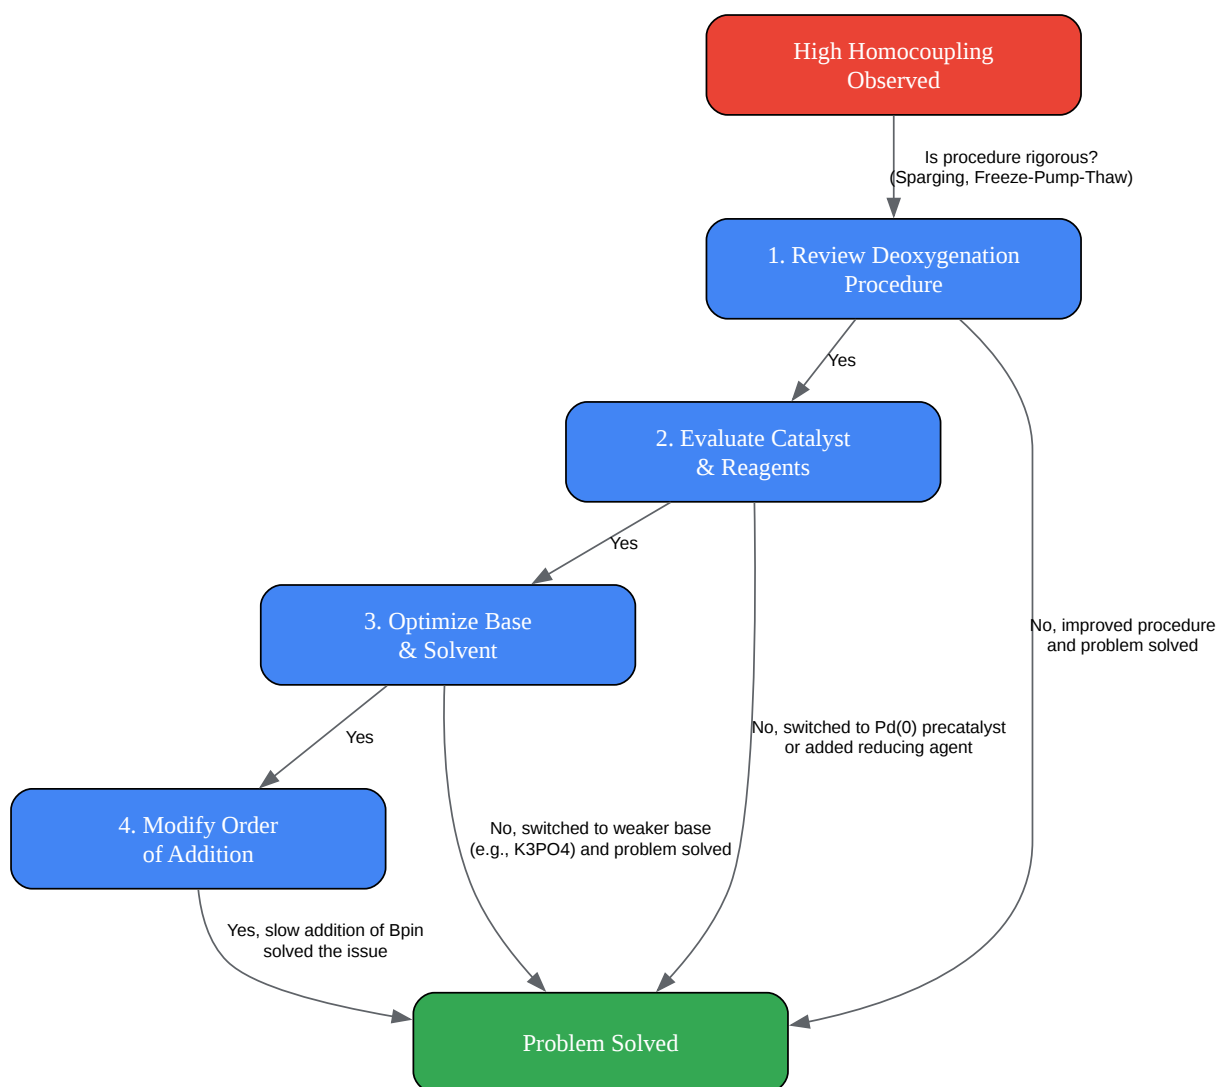 High Homocoupling
Observed
Is procedure rigorous?
(Sparging, Freeze-Pump-Thaw)
1. Review Deoxygenation
Procedure
Yes
2. Evaluate Catalyst
& Reagents
Yes
3. Optimize Base
& Solvent
No, improved procedure
and problem solved
Yes
No, switched to Pd(0) precatalyst
or added reducing agent
4. Modify Order
of Addition
No, switched to weaker base
(e.g., K3PO4) and problem solved
Yes, slow addition of Bpin
solved the issue
Problem Solved